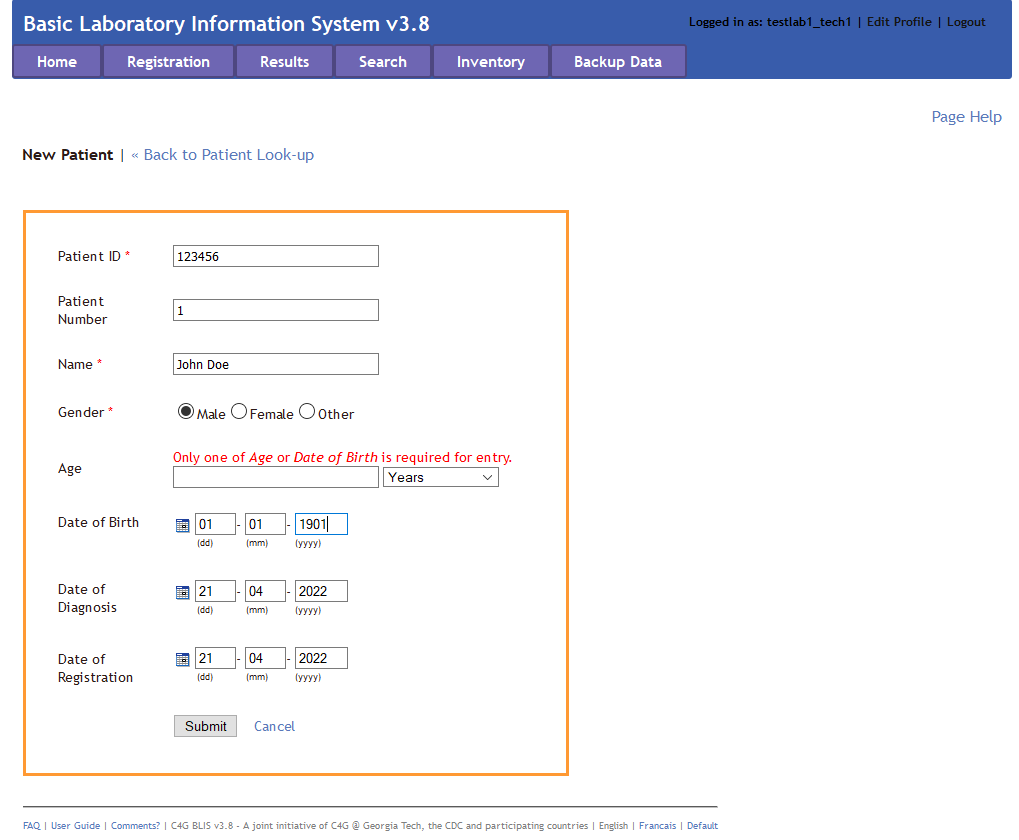 Basic Laboratory Information System v3.8
Logged in as: testlab1_tech1 | Edit Profile | Logout
Home Registration Results Search Inventory Backup Data
Page Help
New Patient | « Back to Patient Look-up
Patient ID * 123456
Patient
Number
1
Name * John Doe
Gender * Male Female Other
Only one of Age or Date of Birth is required for entry.
Age
Years
Date of Birth 01 - 01 - 1901
(dd) (mm) (yyyy)
Date of
Diagnosis
21 - 04 - 2022
(dd) (mm) (yyyy)
Date of
Registration
21 - 04 - 2022
(dd) (mm) (yyyy)
Submit Cancel
FAQ | User Guide | Comments? | C4G BLIS v3.8 - A joint initiative of C4G @ Georgia Tech, the CDC and participating countries | English | Francais | Default